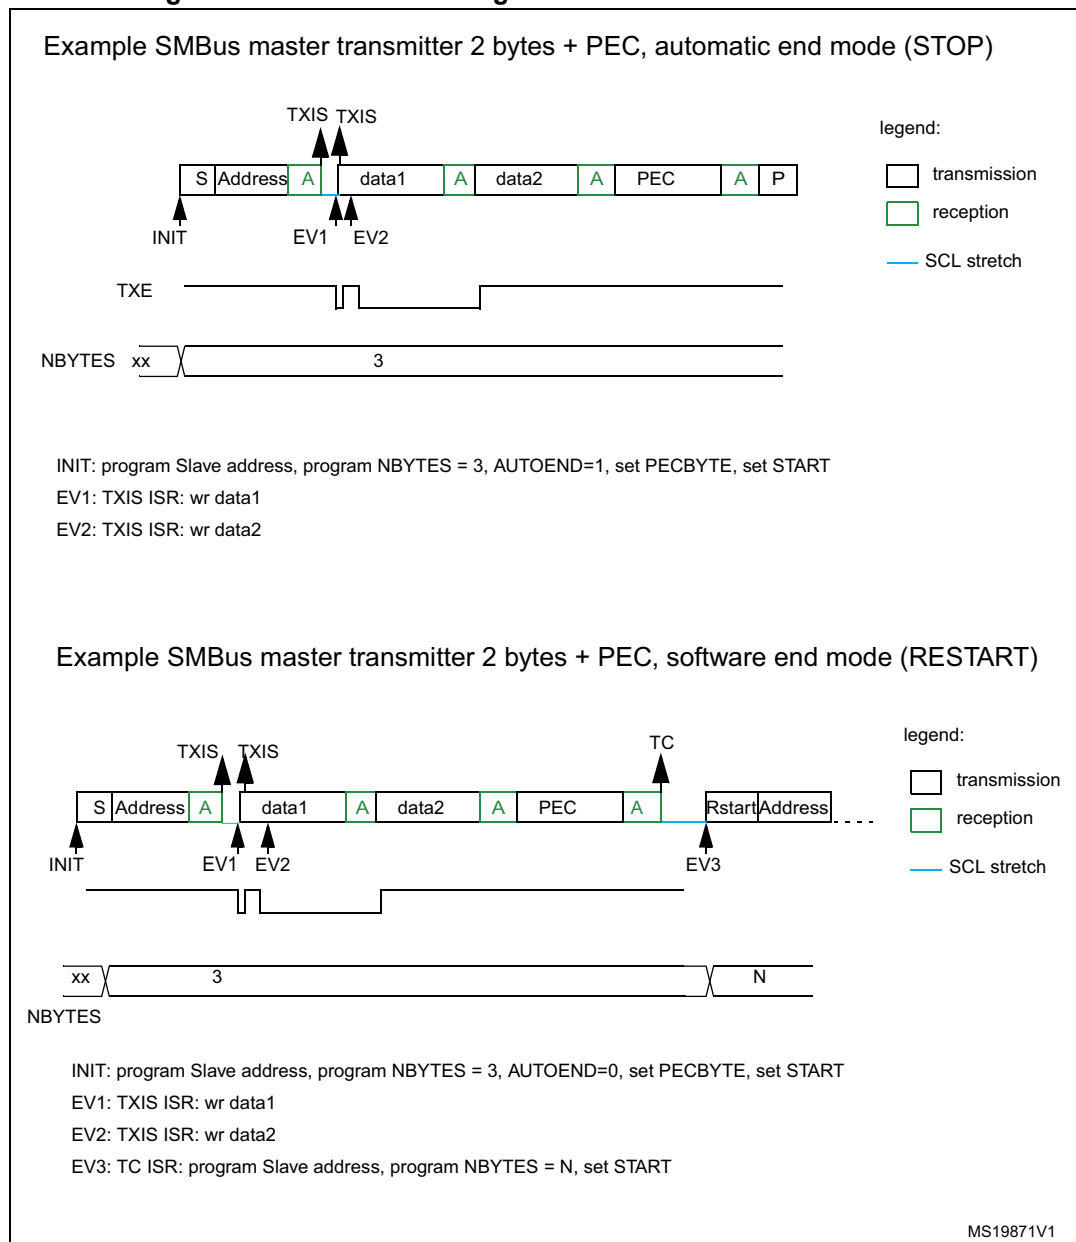 Example SMBus master transmitter 2 bytes + PEC, automatic end mode (STOP)
TXIS TXIS
legend:
S Address A data1 A data2 A PEC A P
transmission
reception
INIT EV1 EV2
SCL stretch
TXE
NBYTES xx 3
INIT: program Slave address, program NBYTES = 3, AUTOEND=1, set PECBYTE, set START
EV1: TXIS ISR: wr data1
EV2: TXIS ISR: wr data2
Example SMBus master transmitter 2 bytes + PEC, software end mode (RESTART)
TXIS TXIS TC
legend:
transmission
S Address A data1 A data2 A PEC A Rstart Address
reception
INIT EV1 EV2 EV3
SCL stretch
xx 3 N
NBYTES
INIT: program Slave address, program NBYTES = 3, AUTOEND=0, set PECBYTE, set START
EV1: TXIS ISR: wr data1
EV2: TXIS ISR: wr data2
EV3: TC ISR: program Slave address, program NBYTES = N, set START
MS19871V1